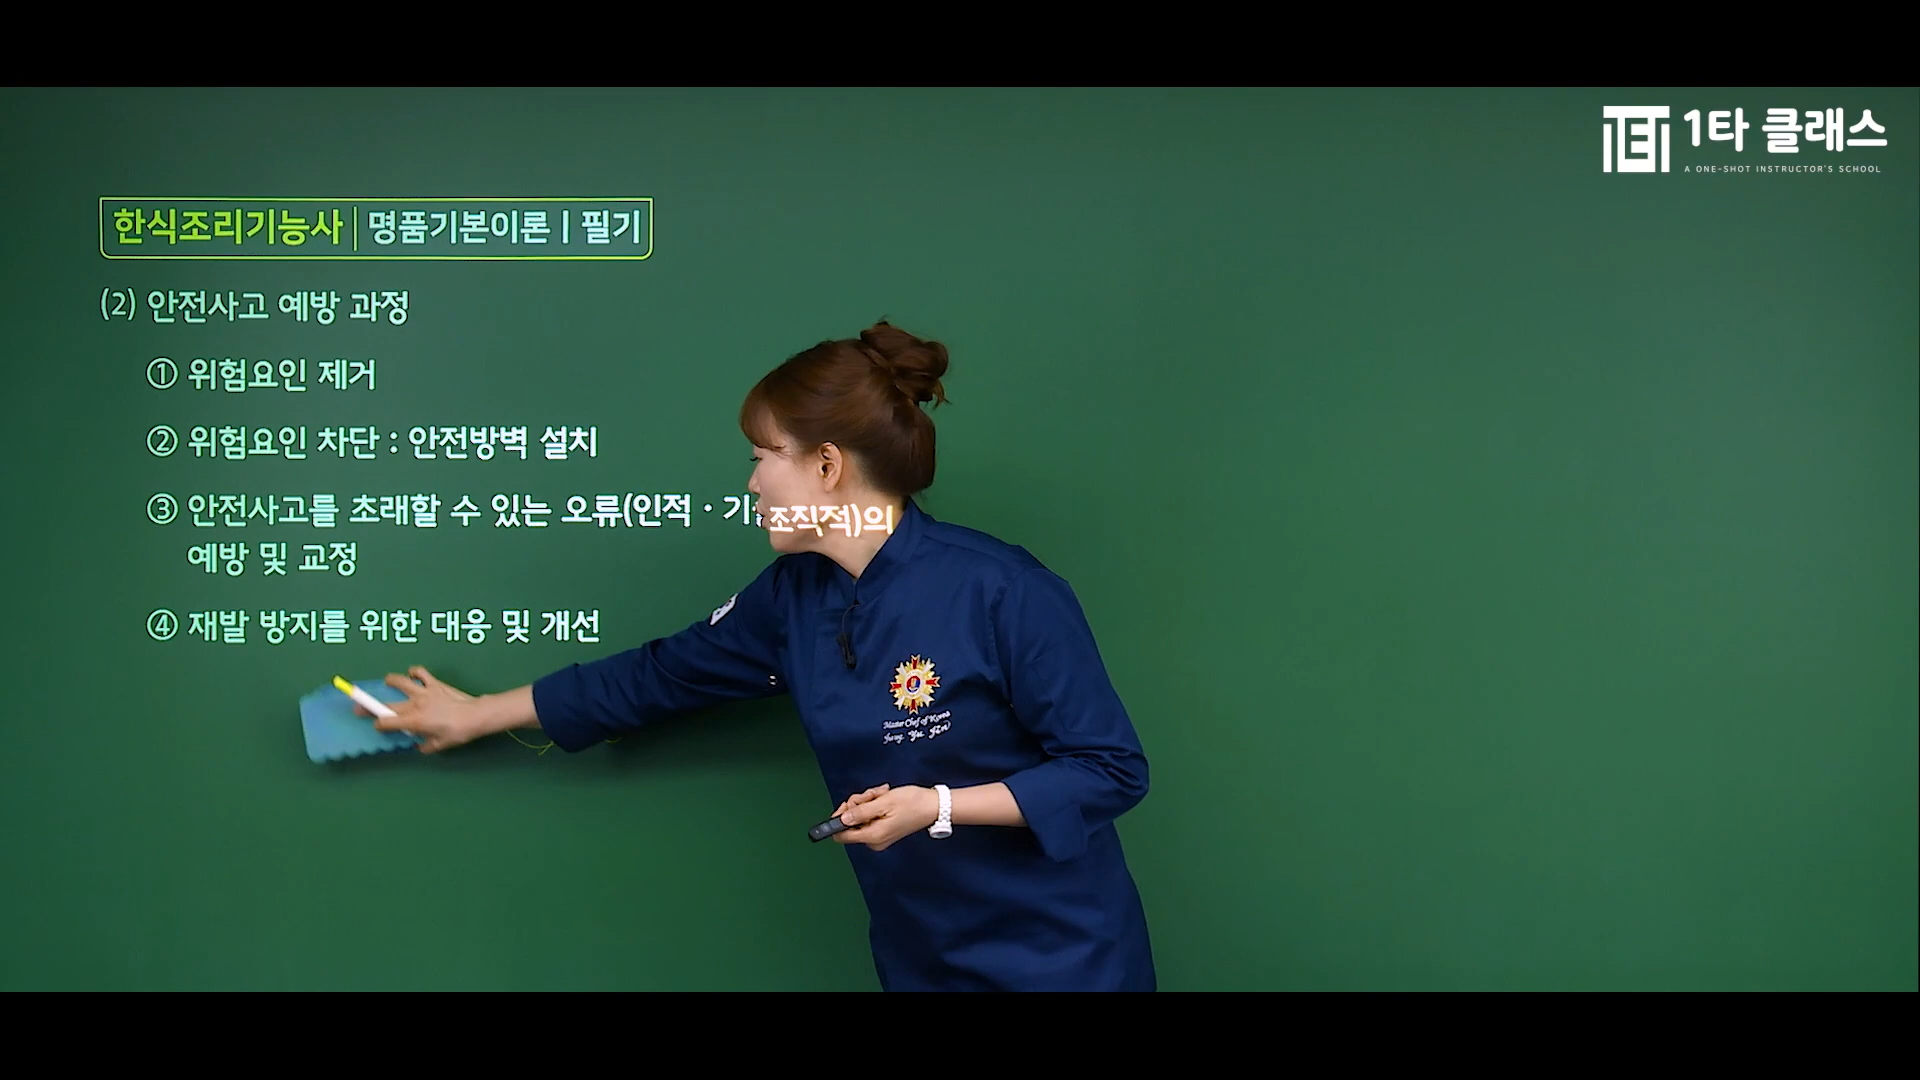 1타 클래스
A ONE-SHOT INSTRUCTOR'S SCHOOL
한식조리기능사 | 명품기본이론 | 필기
(2) 안전사고 예방 과정
① 위험요인 제거
② 위험요인 차단 : 안전방벽 설치
③ 안전사고를 초래할 수 있는 오류(인적 · 기 조직적)의
예방 및 교정
④ 재발 방지를 위한 대응 및 개선
Master Chef of Korea